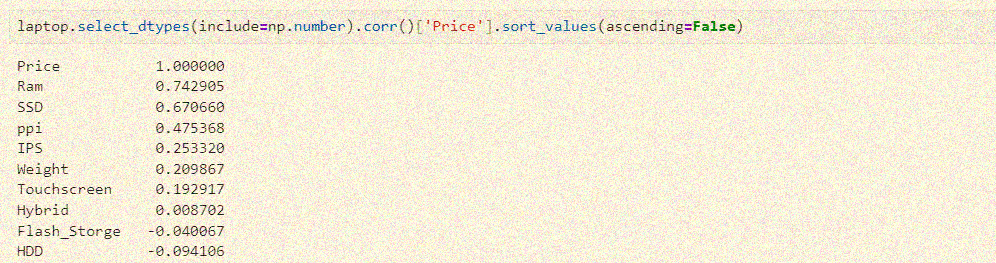 laptop.select_dtypes(include=np.number).corr()['Price'].sort_values(ascending=False)
Price 1.000000
Ram 0.742905
SSD 0.670660
ppi 0.475368
IPS 0.253320
Weight 0.209867
Touchscreen 0.192917
Hybrid 0.008702
Flash_Storge -0.040067
HDD -0.094106